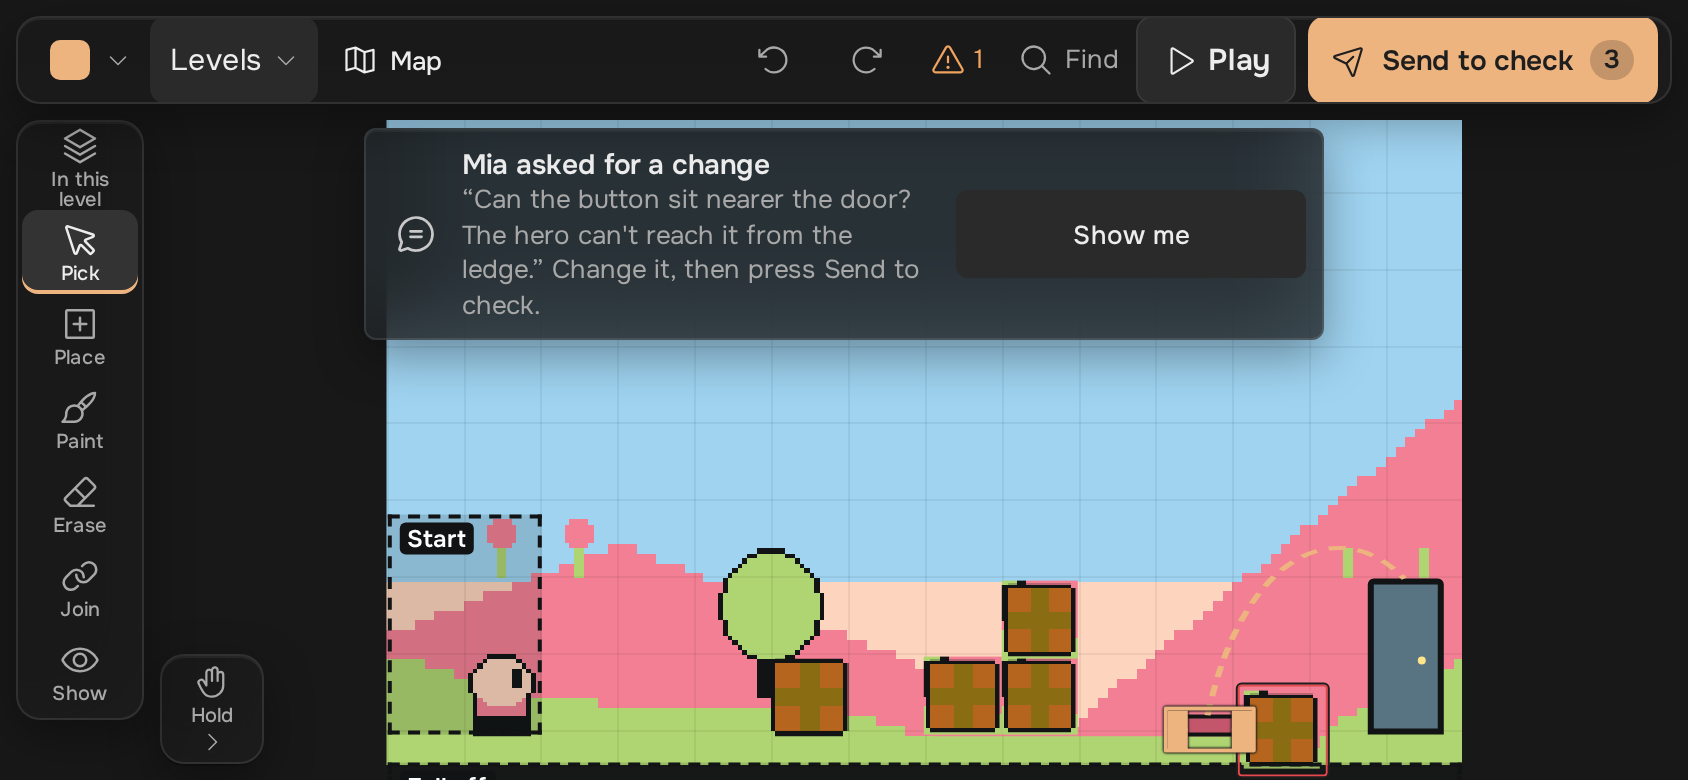 Levels
Map
1
Find
Play
Send to check
3
In this
level
Pick
Place
Paint
Erase
Join
Show
Hold
Mia asked for a change
“Can the button sit nearer the door?
The hero can't reach it from the
ledge.” Change it, then press Send to
check.
Show me
Start